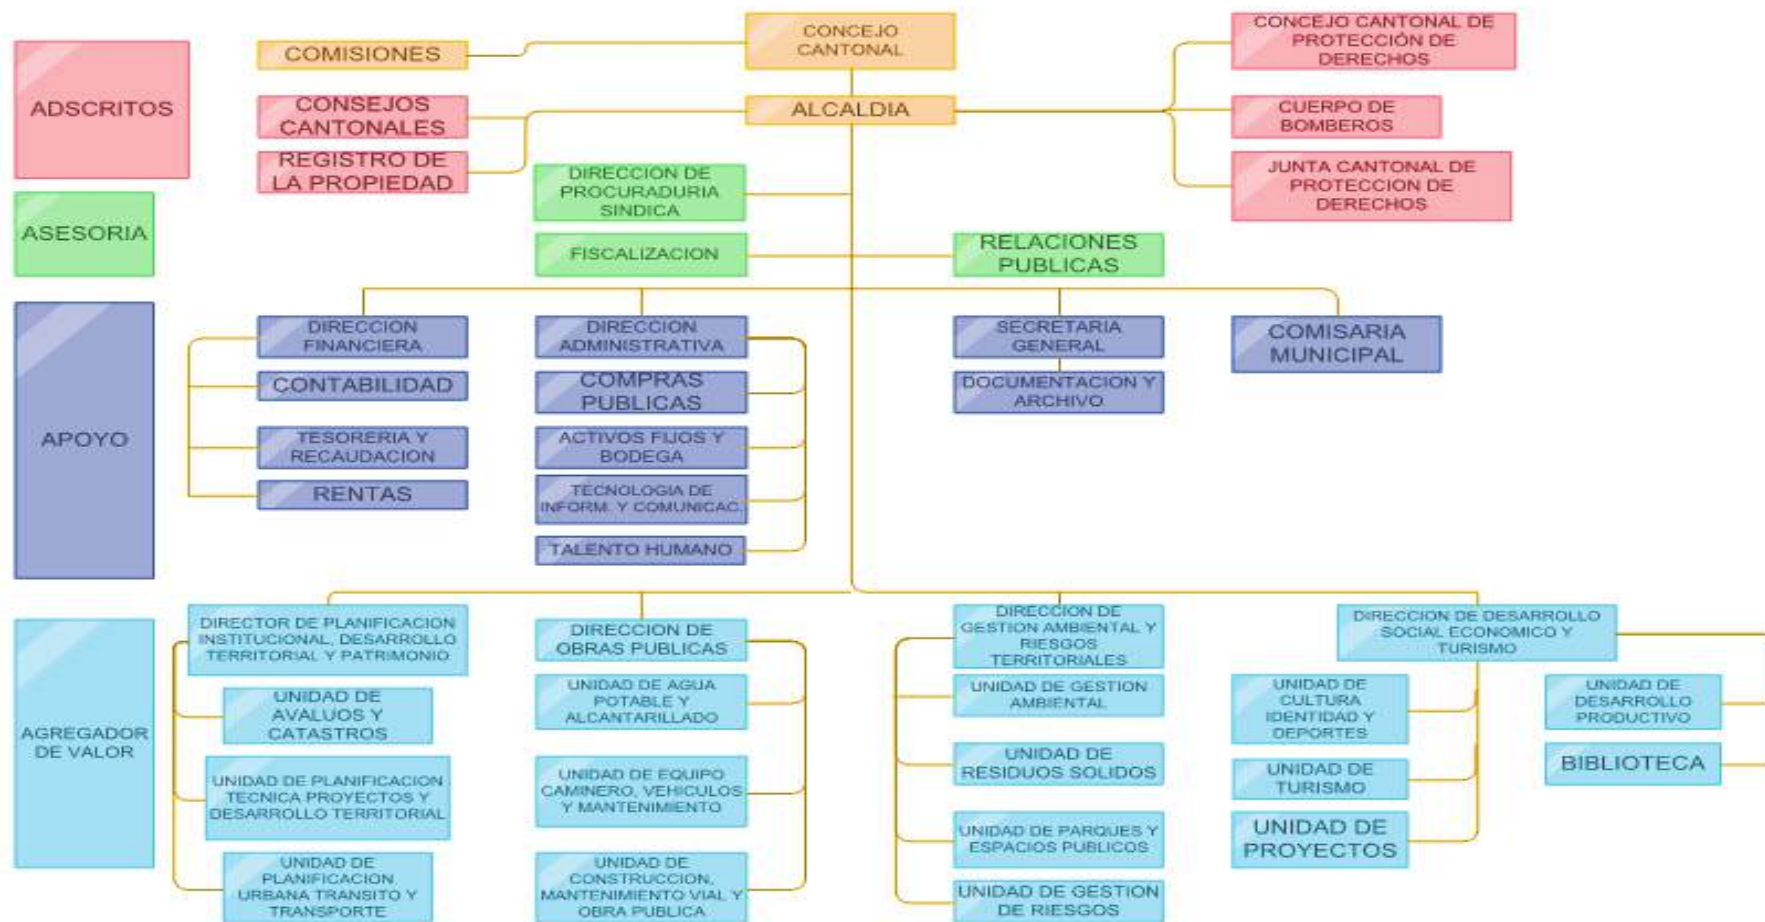 ADSCRITOS
COMISIONES
CONCEJO
CANTONAL
CONCEJO CANTONAL DE
PROTECCIÓN DE
DERECHOS
CONSEJOS
CANTONALES
ALCALDIA
CUERPO DE
BOMBEROS
REGISTRO DE
LA PROPIEDAD
JUNTA CANTONAL DE
PROTECCION DE
DERECHOS
ASESORIA
DIRECCION DE
PROCURADURIA
SINDICA
FISCALIZACION
RELACIONES
PUBLICAS
APOYO
DIRECCION
FINANCIERA
DIRECCION
ADMINISTRATIVA
SECRETARIA
GENERAL
COMISARIA
MUNICIPAL
CONTABILIDAD
COMPRAS
PUBLICAS
DOCUMENTACION Y
ARCHIVO
TESORERIA Y
RECAUDACION
ACTIVOS FIJOS Y
BODEGA
RENTAS
TECNOLOGIA DE
INFORM. Y COMUNICAC.
TALENTO HUMANO
AGREGADOR
DE VALOR
DIRECTOR DE PLANIFICACION
INSTITUCIONAL, DESARROLLO
TERRITORIAL Y PATRIMONIO
DIRECCION DE
OBRAS PUBLICAS
DIRECCION DE
GESTION AMBIENTAL Y
RIESGOS
TERRITORIALES
DIRECCION DE DESARROLLO
SOCIAL ECONOMICO Y
TURISMO
UNIDAD DE
AVALUOS Y
CATASTROS
UNIDAD DE AGUA
POTABLE Y
ALCANTARILLADO
UNIDAD DE GESTION
AMBIENTAL
UNIDAD DE
CULTURA
IDENTIDAD Y
DEPORTES
UNIDAD DE
DESARROLLO
PRODUCTIVO
UNIDAD DE PLANIFICACION
TECNICA PROYECTOS Y
DESARROLLO TERRITORIAL
UNIDAD DE EQUIPO
CAMINERO, VEHICULOS
Y MANTENIMIENTO
UNIDAD DE
RESIDUOS SOLIDOS
UNIDAD DE
TURISMO
BIBLIOTECA
UNIDAD DE
PLANIFICACION
URBANA TRANSITO Y
TRANSPORTE
UNIDAD DE
CONSTRUCCION,
MANTENIMIENTO VIAL Y
OBRA PUBLICA
UNIDAD DE PARQUES Y
ESPACIOS PUBLICOS
UNIDAD DE
PROYECTOS
UNIDAD DE GESTION
DE RIESGOS